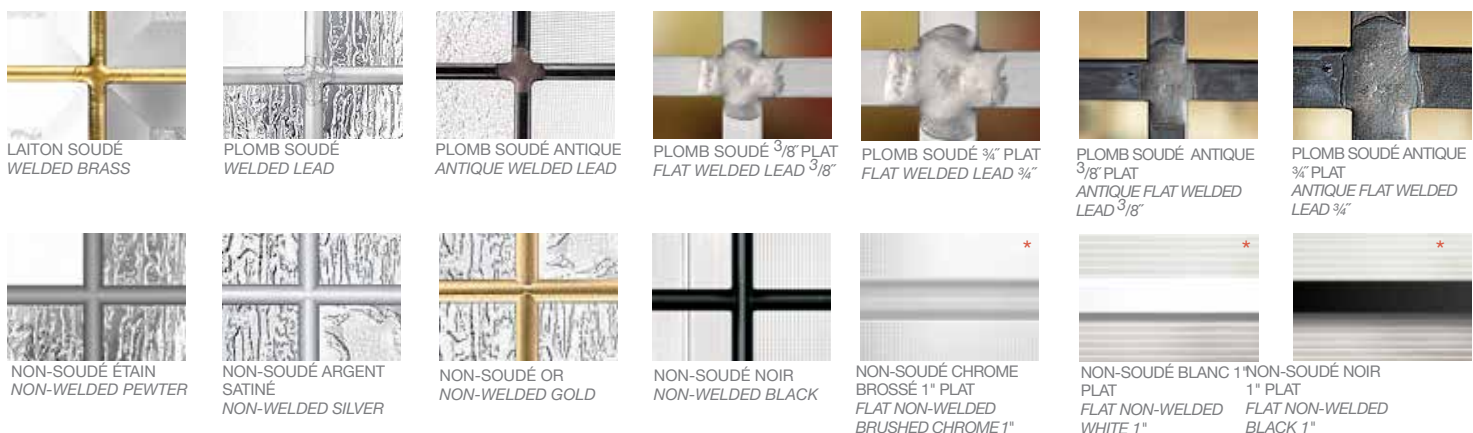 LAITON SOUDÉ
WELDED BRASS
PLOMB SOUDÉ
WELDED LEAD
PLOMB SOUDÉ ANTIQUE
ANTIQUE WELDED LEAD
PLOMB SOUDÉ 3/8″ PLAT
FLAT WELDED LEAD 3/8″
PLOMB SOUDÉ ¾″ PLAT
FLAT WELDED LEAD ¾″
PLOMB SOUDÉ ANTIQUE
3/8″ PLAT
ANTIQUE FLAT WELDED
LEAD 3/8″
PLOMB SOUDÉ ANTIQUE
¾″ PLAT
ANTIQUE FLAT WELDED
LEAD ¾″
NON-SOUDÉ ÉTAIN
NON-WELDED PEWTER
NON-SOUDÉ ARGENT
SATINÉ
NON-WELDED SILVER
NON-SOUDÉ OR
NON-WELDED GOLD
NON-SOUDÉ NOIR
NON-WELDED BLACK
*
NON-SOUDÉ CHROME
BROSSÉ 1" PLAT
FLAT NON-WELDED
BRUSHED CHROME 1"
*
NON-SOUDÉ BLANC 1"
PLAT
FLAT NON-WELDED
WHITE 1"
*
NON-SOUDÉ NOIR
1" PLAT
FLAT NON-WELDED
BLACK 1"